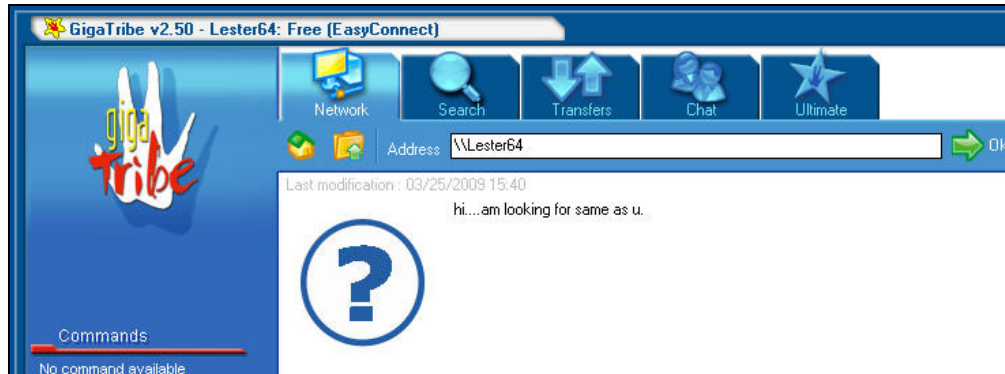 GigaTribe v2.50 - Lester64: Free (EasyConnect)
giga
Tribe
Network Search Transfers Chat Ultimate
Address \\Lester64 Ok
Last modification : 03/25/2009 15:40
hi....am looking for same as u.
?
Commands
No command available